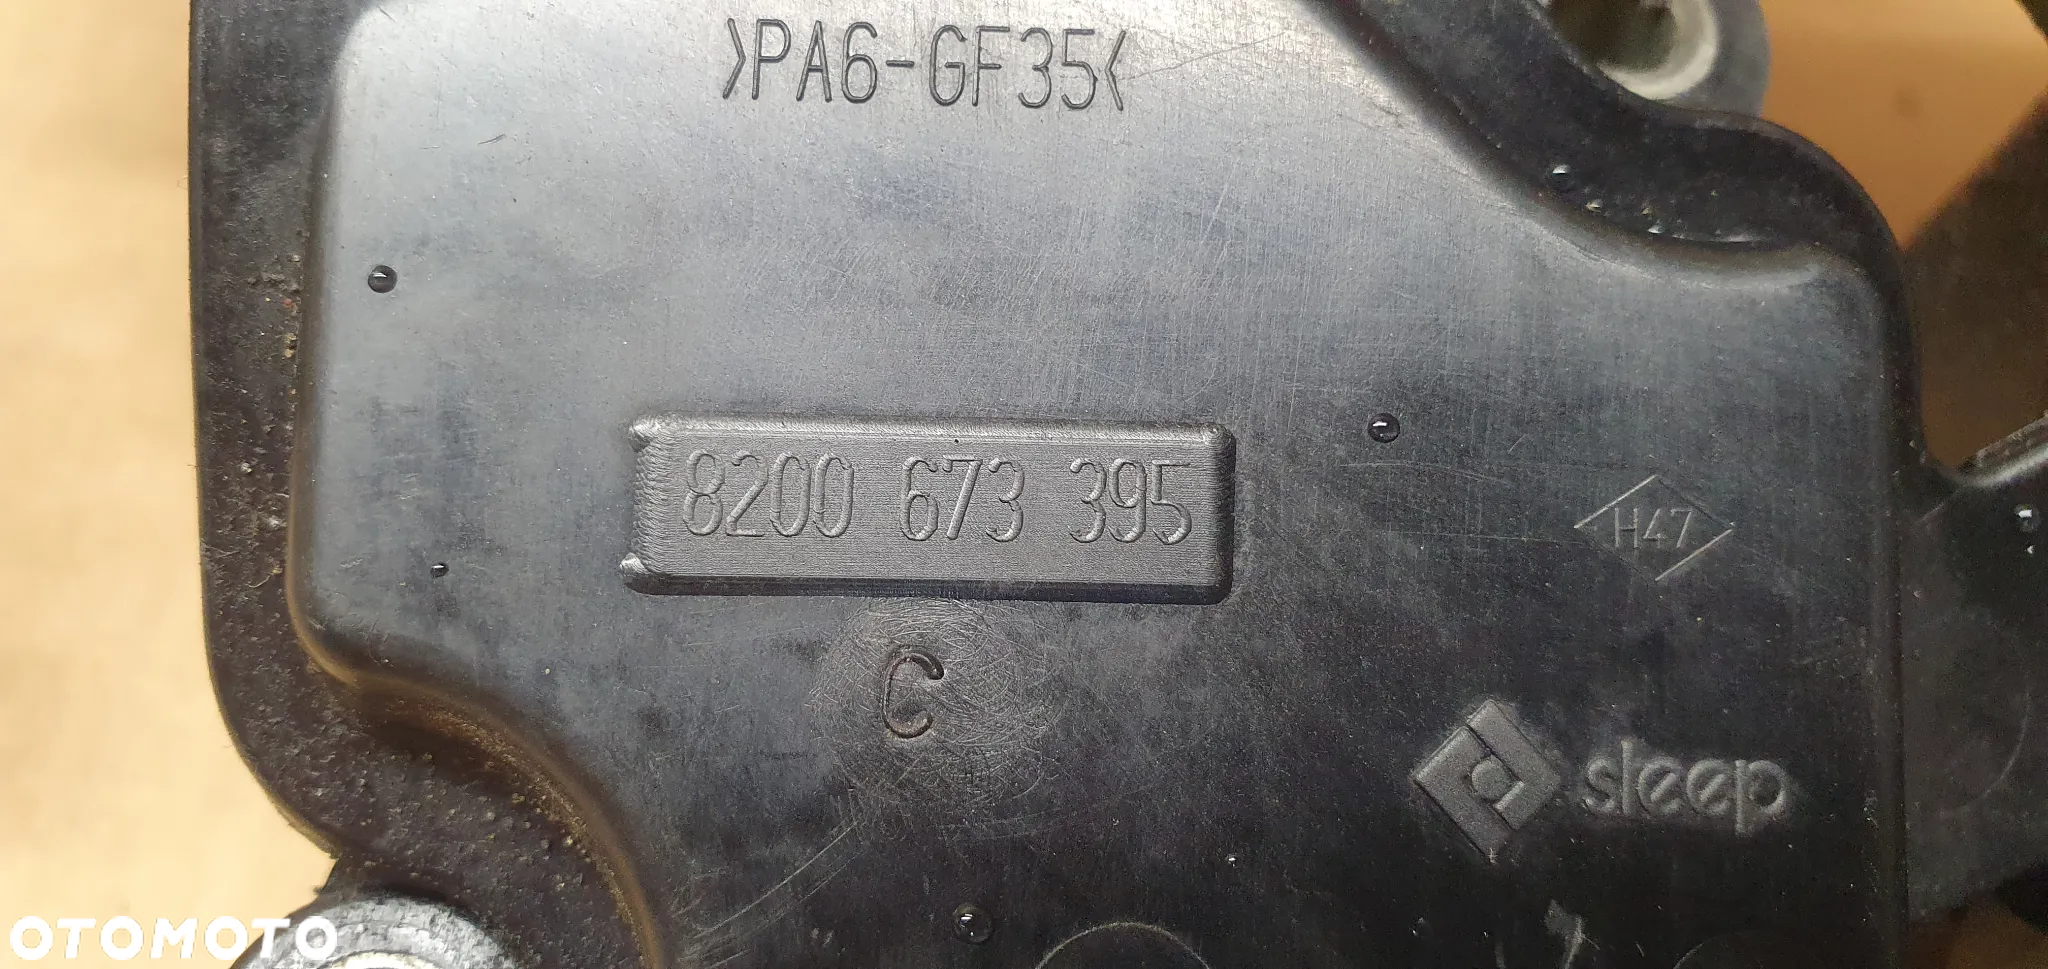 >PA6-GF35<
8200 673 395
H47
C
sleep
OTOMOTO